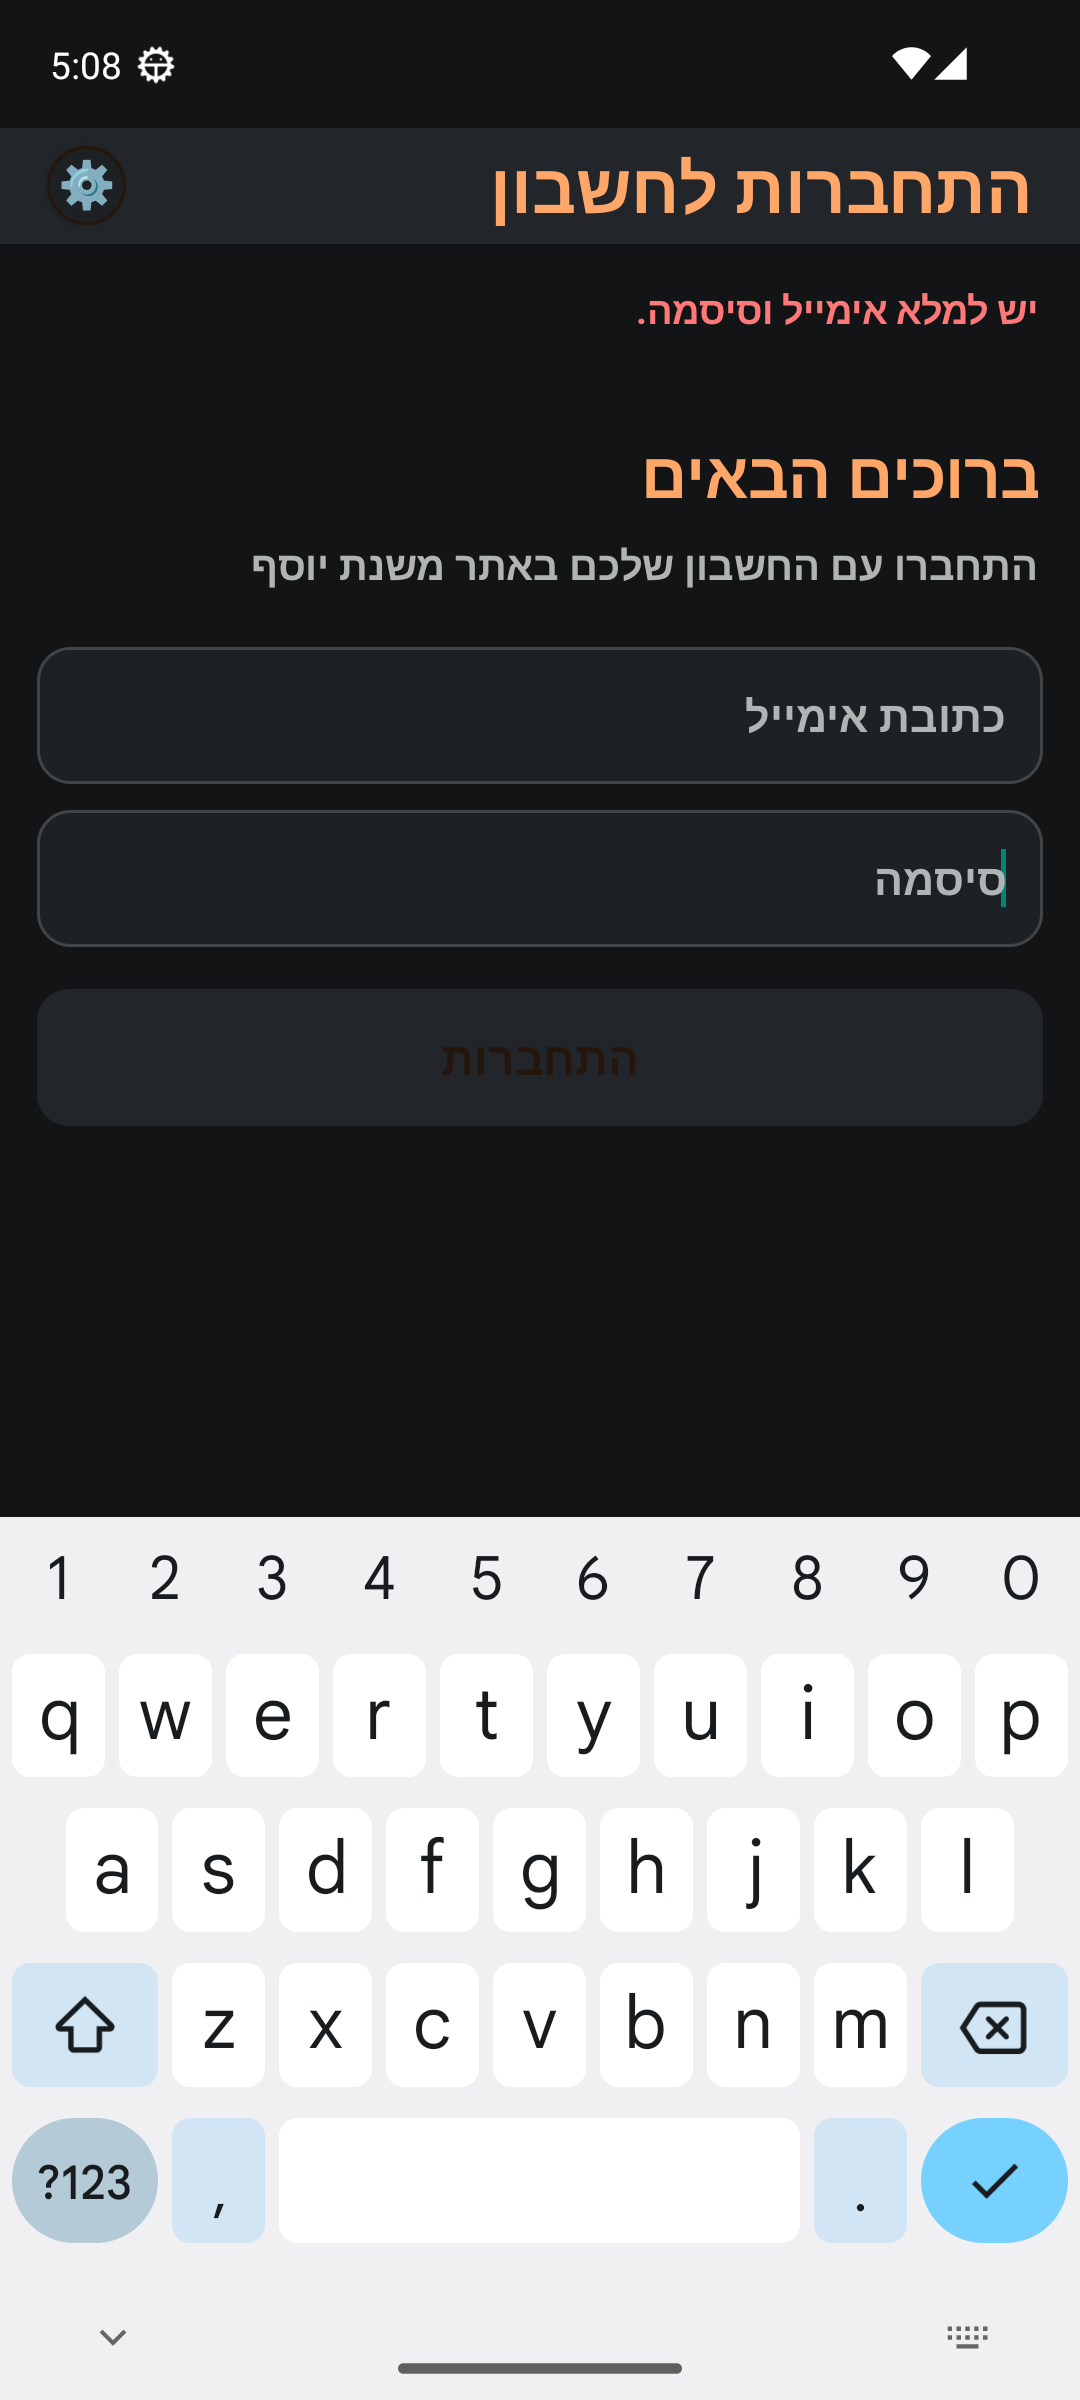 5:08
התחברות לחשבון
יש למלא אימייל וסיסמה.
ברוכים הבאים
התחברו עם החשבון שלכם באתר משנת יוסף
כתובת אימייל
סיסמה
התחברות
1 2 3 4 5 6 7 8 9 0
q w e r t y u i o p
a s d f g h j k l
z x c v b n m
?123 , .